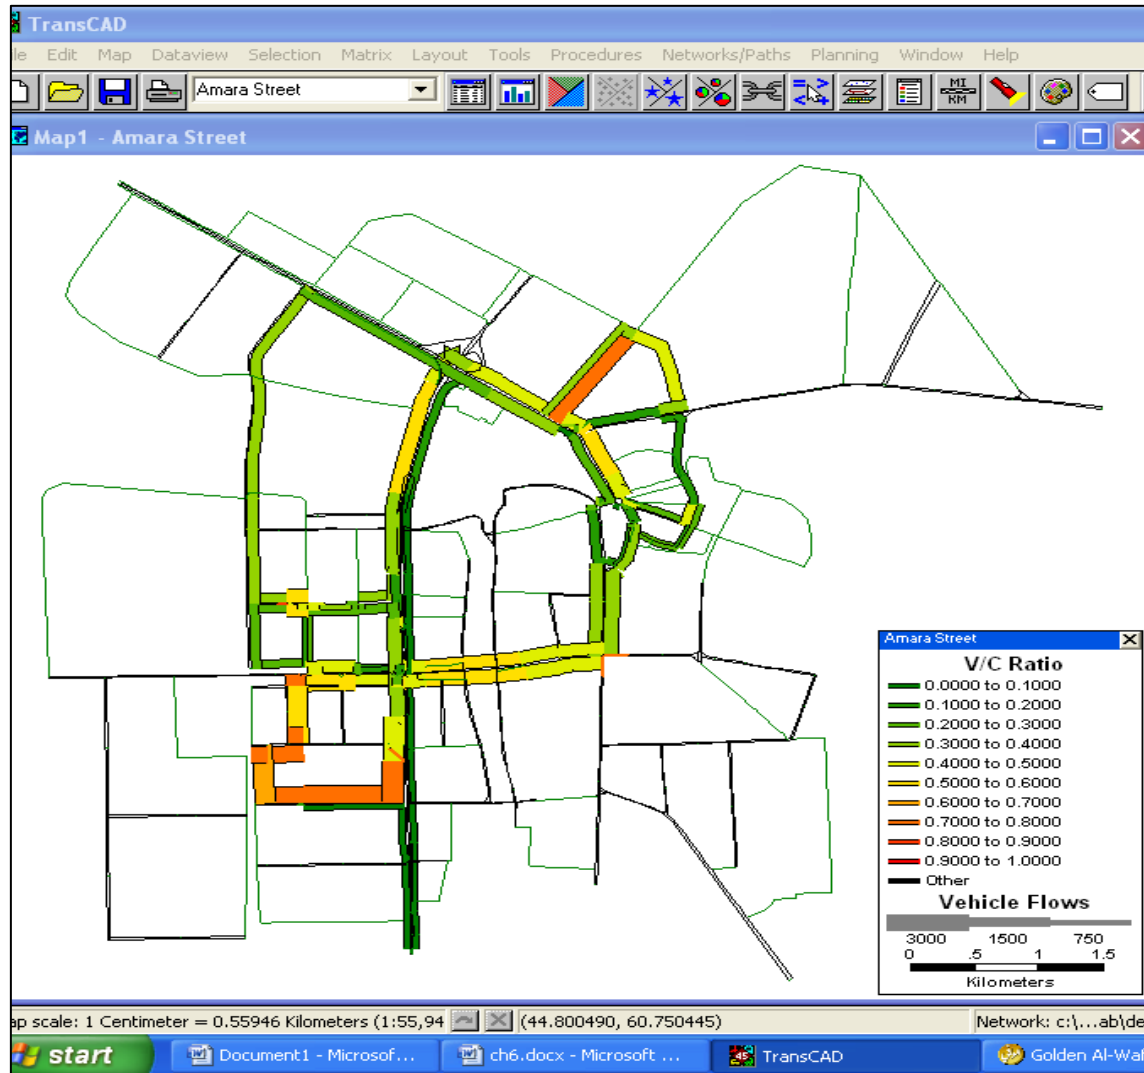 TransCAD
le Edit Map Dataview Selection Matrix Layout Tools Procedures Networks/Paths Planning Window Help
Amara Street
MI
KM
Map1 - Amara Street
Amara Street
V/C Ratio
0.0000 to 0.1000
0.1000 to 0.2000
0.2000 to 0.3000
0.3000 to 0.4000
0.4000 to 0.5000
0.5000 to 0.6000
0.6000 to 0.7000
0.7000 to 0.8000
0.8000 to 0.9000
0.9000 to 1.0000
Other
Vehicle Flows
3000 1500 750
0 .5 1 1.5
Kilometers
ap scale: 1 Centimeter = 0.55946 Kilometers (1:55,94 (44.800490, 60.750445) Network: c:\...ab\de
start Document1 - Microsof... ch6.docx - Microsoft ... TransCAD Golden Al-Waf